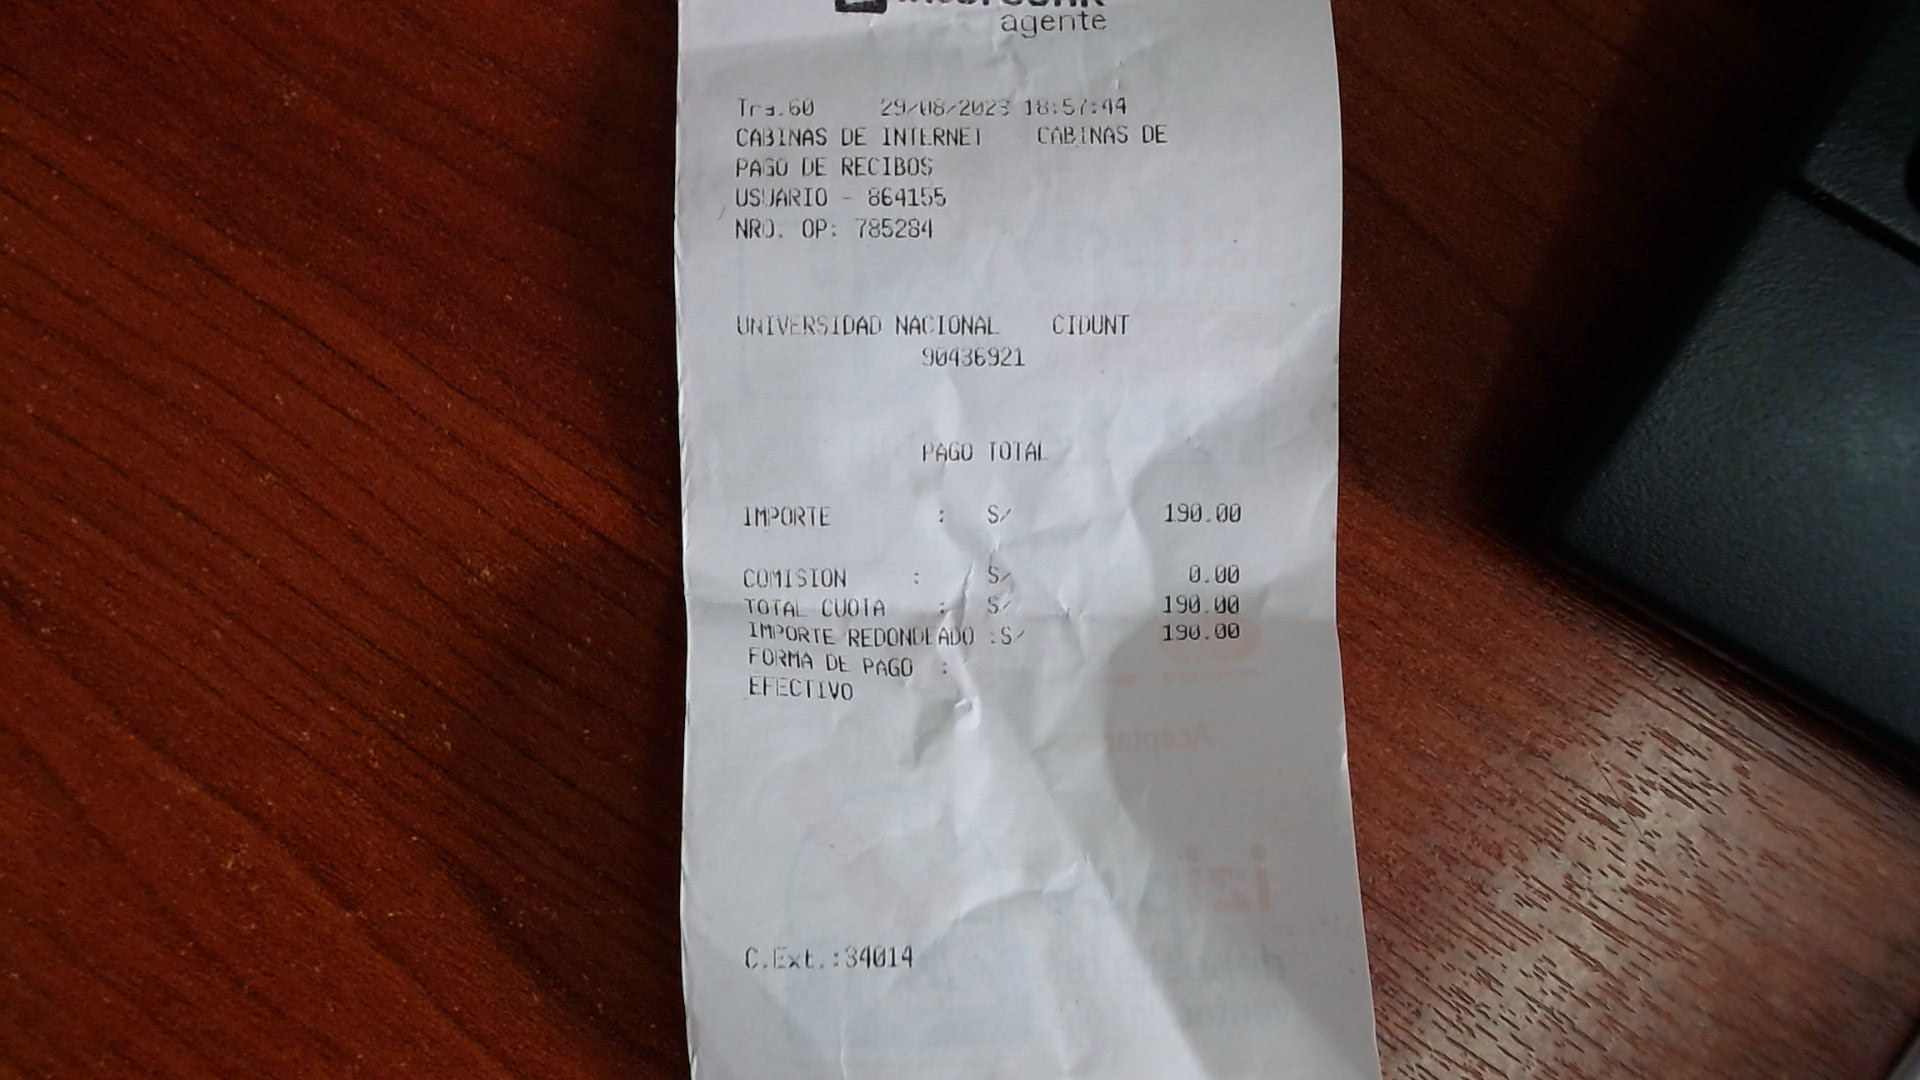 agente
Tra.60 29/08/2023 18:57:44
CABINAS DE INTERNET CABINAS DE
PAGO DE RECIBOS
USUARIO - 864155
NRO. OP: 785284
UNIVERSIDAD NACIONAL CIDUNT
90436921
PAGO TOTAL
IMPORTE : S/ 190.00
COMISION : S/ 0.00
TOTAL CUOTA : S/ 190.00
IMPORTE REDONDEADO :S/ 190.00
FORMA DE PAGO :
EFECTIVO
C.Ext.:34014